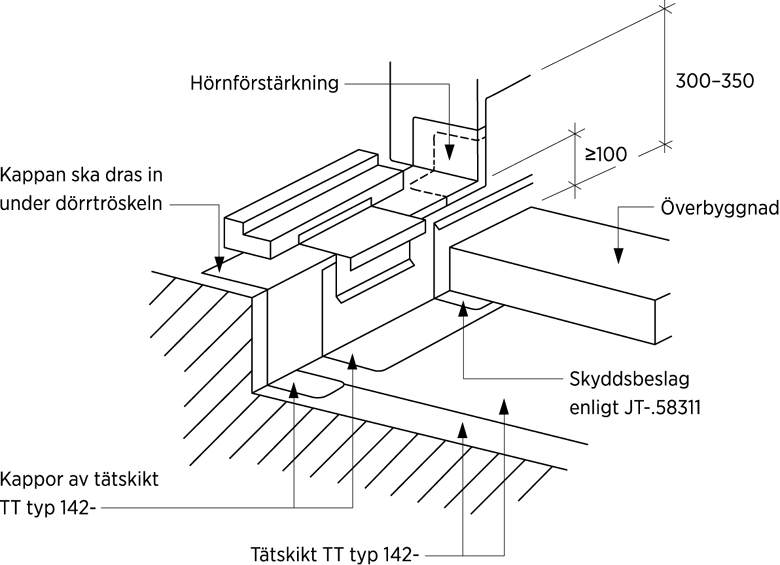 300–350
Hörnförstärkning
≥100
Kappan ska dras in
under dörrtröskeln
Överbyggnad
Skyddsbeslag
enligt JT-.58311
Kappor av tätskikt
TT typ 142-
Tätskikt TT typ 142-